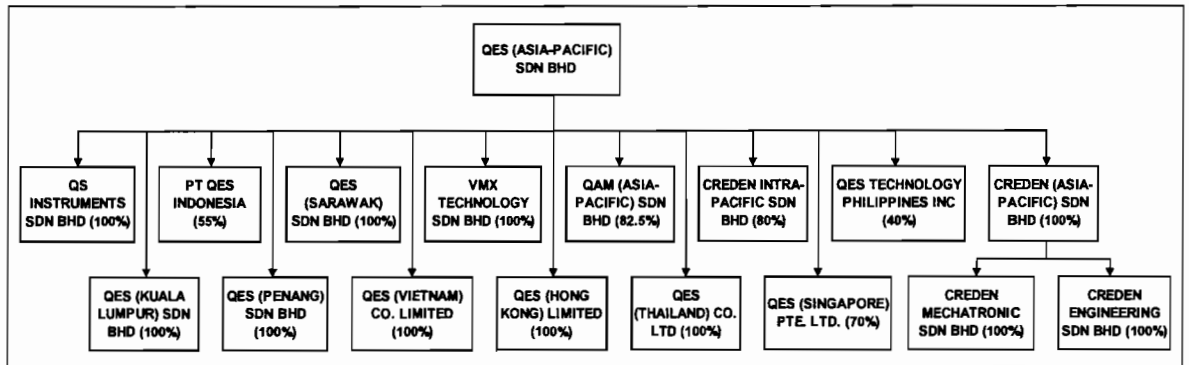 QES (ASIA-PACIFIC)
SDN BHD
QS
INSTRUMENTS
SDN BHD (100%)
PT QES
INDONESIA
(55%)
QES
(SARAWAK)
SDN BHD (100%)
VMX
TECHNOLOGY
SDN BHD (100%)
QAM (ASIA-
PACIFIC) SDN
BHD (82.5%)
CREDEN INTRA-
PACIFIC SDN
BHD (80%)
QES TECHNOLOGY
PHILIPPINES INC
(40%)
CREDEN (ASIA-
PACIFIC) SDN
BHD (100%)
QES (KUALA
LUMPUR) SDN
BHD (100%)
QES (PENANG)
SDN BHD
(100%)
QES (VIETNAM)
CO. LIMITED
(100%)
QES (HONG
KONG) LIMITED
(100%)
QES
(THAILAND) CO.
LTD (100%)
QES (SINGAPORE)
PTE. LTD. (70%)
CREDEN
MECHATRONIC
SDN BHD (100%)
CREDEN
ENGINEERING
SDN BHD (100%)